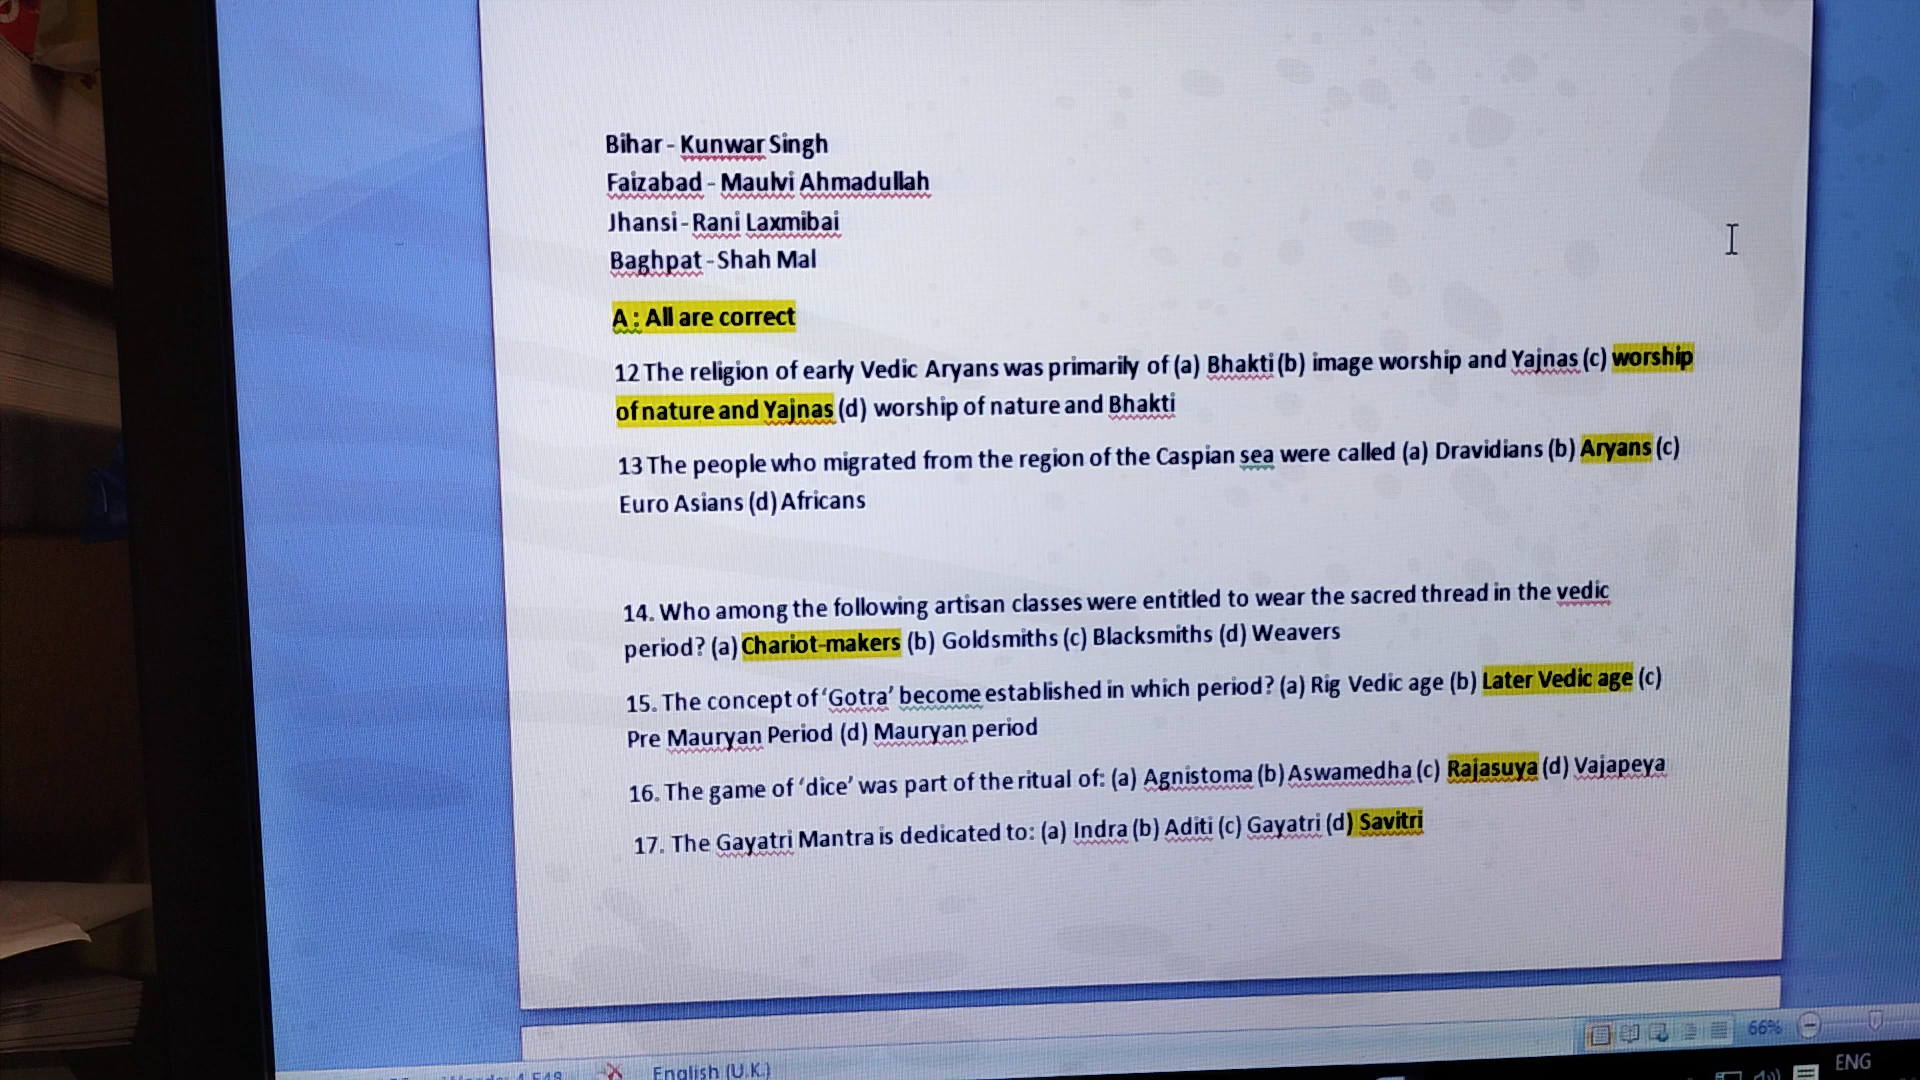 Bihar - Kunwar Singh
Faizabad - Maulvi Ahmadullah
Jhansi - Rani Laxmibai
Baghpat - Shah Mal
A : All are correct
12 The religion of early Vedic Aryans was primarily of (a) Bhakti (b) image worship and Yajnas (c) worship
of nature and Yajnas (d) worship of nature and Bhakti
13 The people who migrated from the region of the Caspian sea were called (a) Dravidians (b) Aryans (c)
Euro Asians (d) Africans
14. Who among the following artisan classes were entitled to wear the sacred thread in the vedic
period? (a) Chariot-makers (b) Goldsmiths (c) Blacksmiths (d) Weavers
15. The concept of ‘Gotra’ become established in which period? (a) Rig Vedic age (b) Later Vedic age (c)
Pre Mauryan Period (d) Mauryan period
16. The game of ‘dice’ was part of the ritual of: (a) Agnistoma (b) Aswamedha (c) Rajasuya (d) Vajapeya
17. The Gayatri Mantra is dedicated to: (a) Indra (b) Aditi (c) Gayatri (d) Savitri
English (U.K.)
66%
ENG